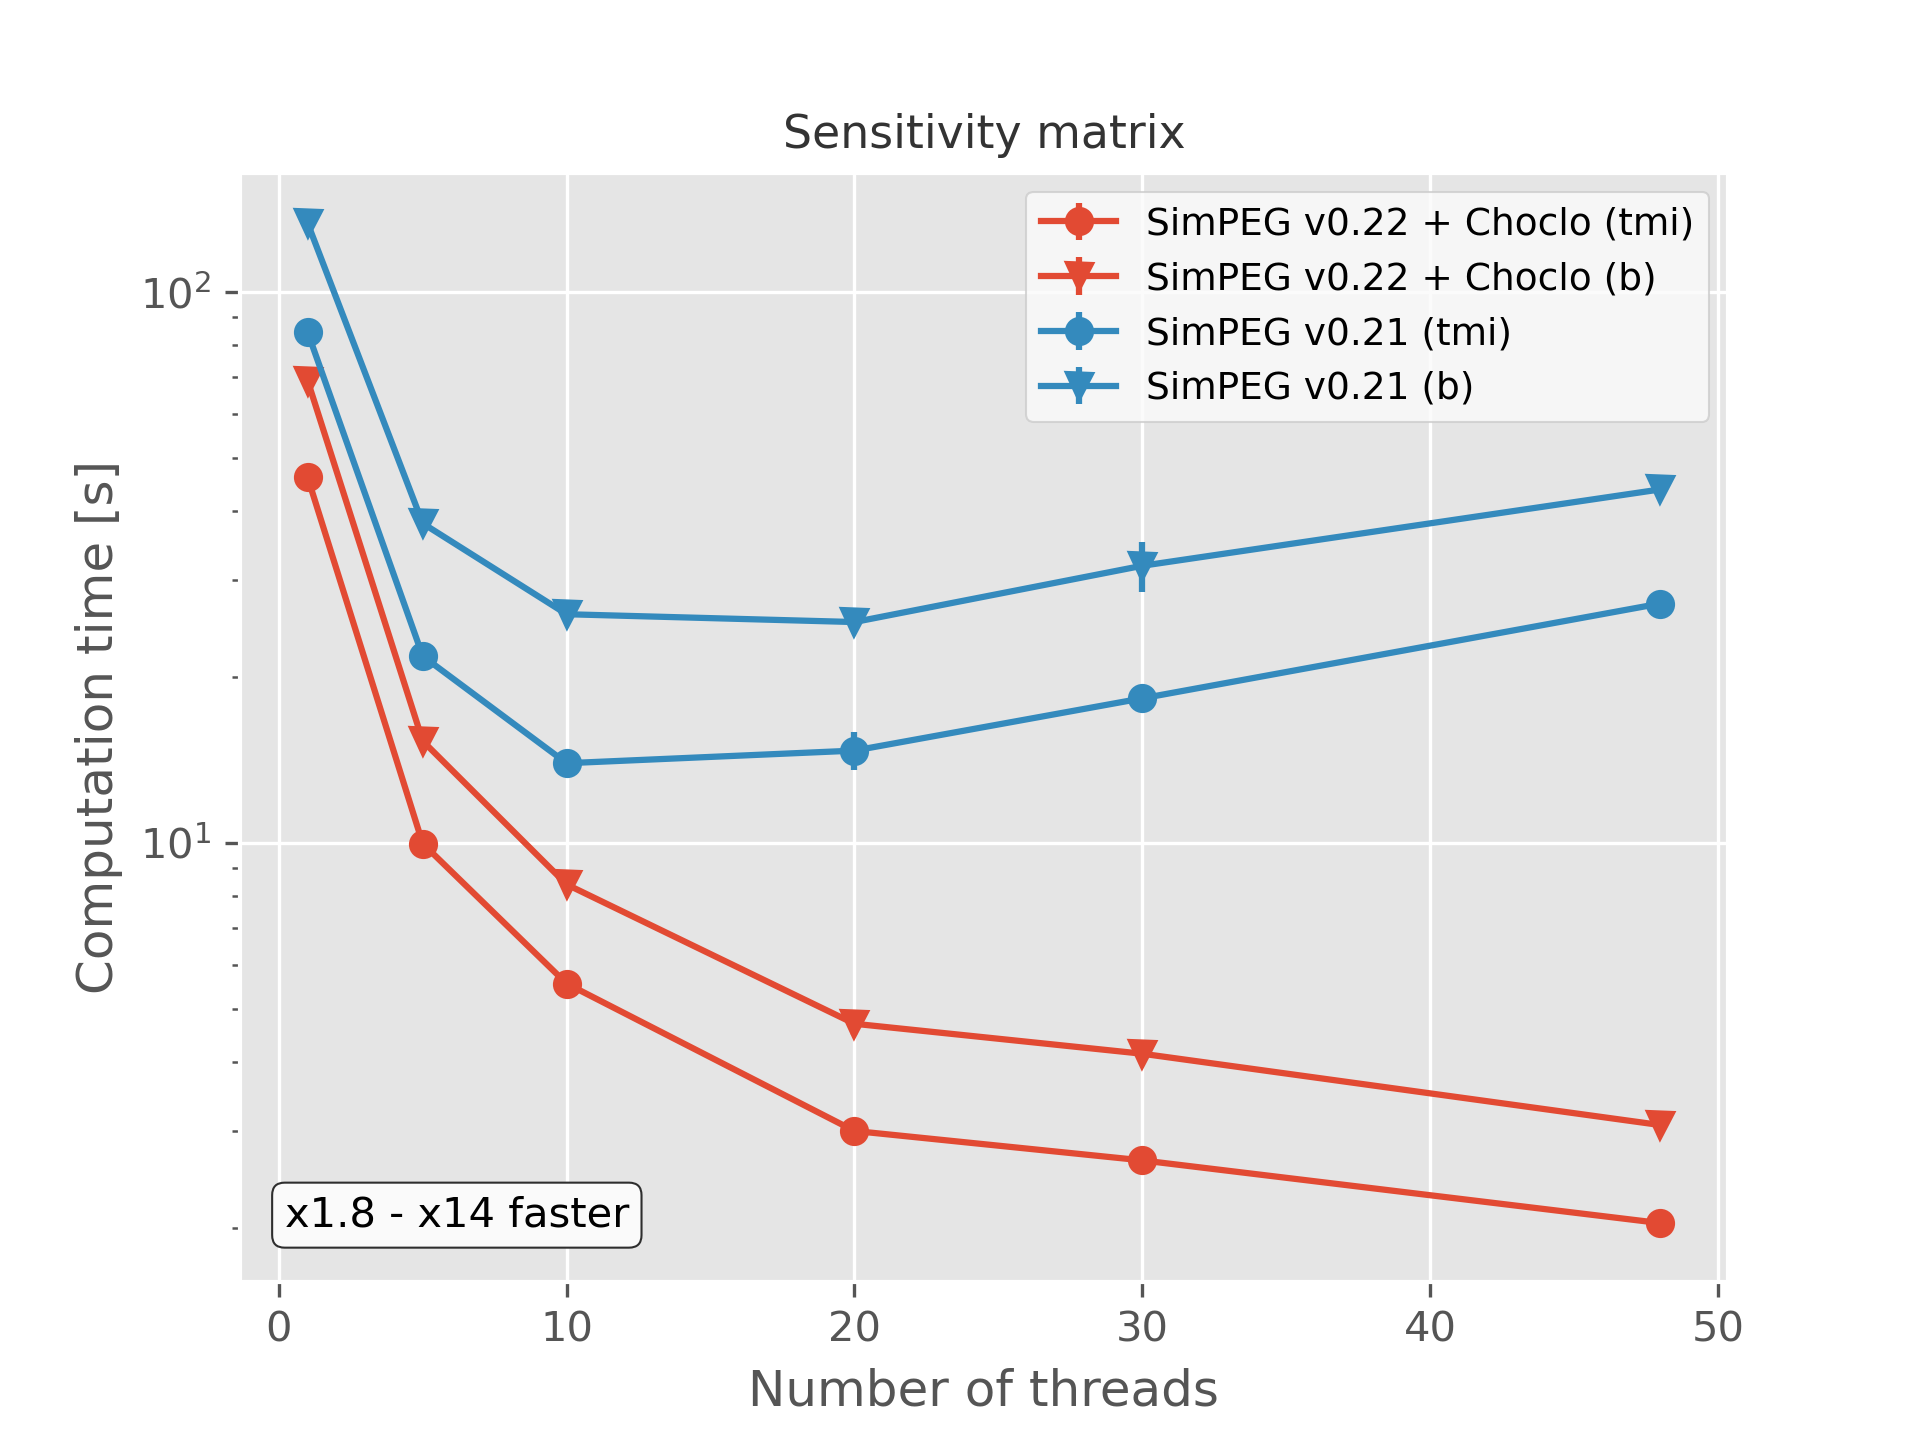 Sensitivity matrix
SimPEG v0.22 + Choclo (tmi)
SimPEG v0.22 + Choclo (b)
SimPEG v0.21 (tmi)
SimPEG v0.21 (b)
10²
10¹
Computation time [s]
x1.8 - x14 faster
0 10 20 30 40 50
Number of threads